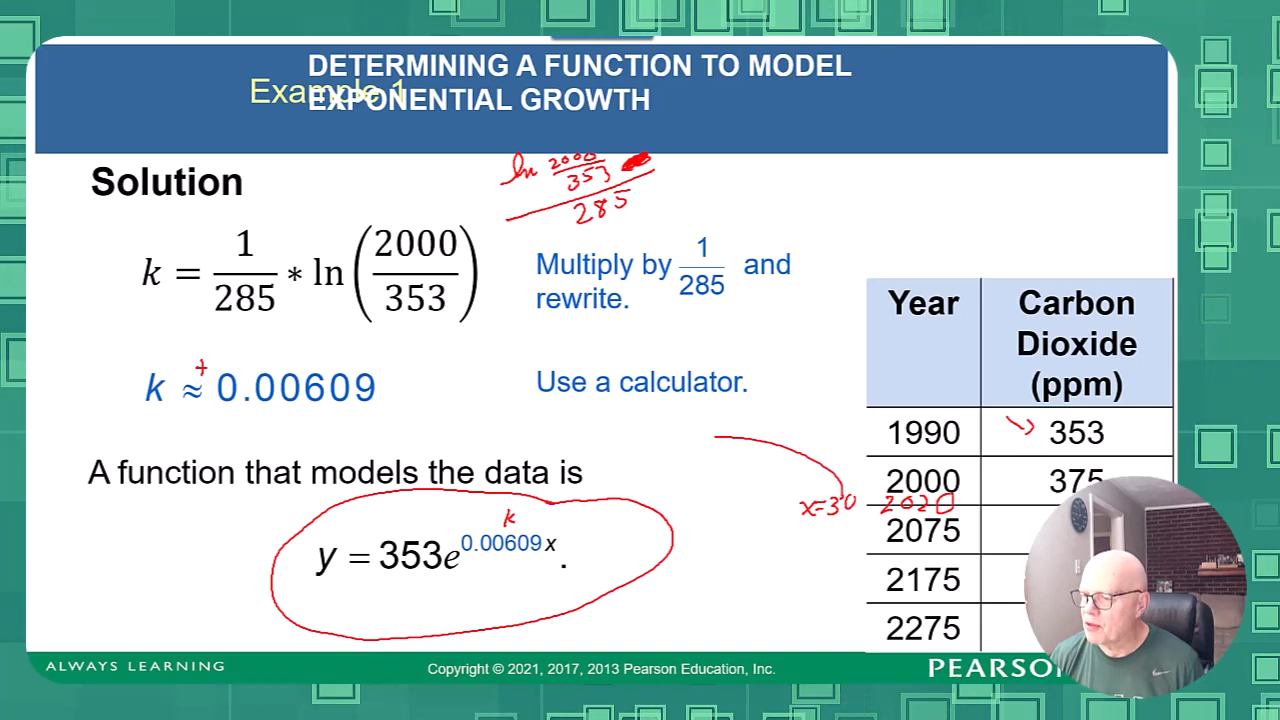 DETERMINING A FUNCTION TO MODEL
EXPONENTIAL GROWTH
Example 1
Solution
ln 2000/353
285
k = 1/285 * ln(2000/353)
Multiply by 1/285 and
rewrite.
+
k ≈ 0.00609
Use a calculator.
A function that models the data is
k
y = 353e^0.00609x.
Year
Carbon
Dioxide
(ppm)
1990 353
2000 375
x=30 2020
2075
2175
2275
ALWAYS LEARNING
Copyright © 2021, 2017, 2013 Pearson Education, Inc.